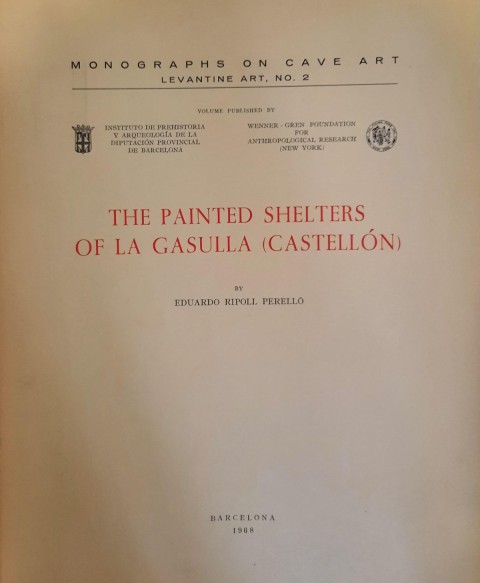 MONOGRAPHS ON CAVE ART
LEVANTINE ART, NO. 2
VOLUME PUBLISHED BY
INSTITUTO DE PREHISTORIA
Y ARQUEOLOGÍA DE LA
DIPUTACIÓN PROVINCIAL
DE BARCELONA
WENNER-GREN FOUNDATION
FOR
ANTHROPOLOGICAL RESEARCH
(NEW YORK)
THE PAINTED SHELTERS
OF LA GASULLA (CASTELLÓN)
BY
EDUARDO RIPOLL PERELLÓ
BARCELONA
1968